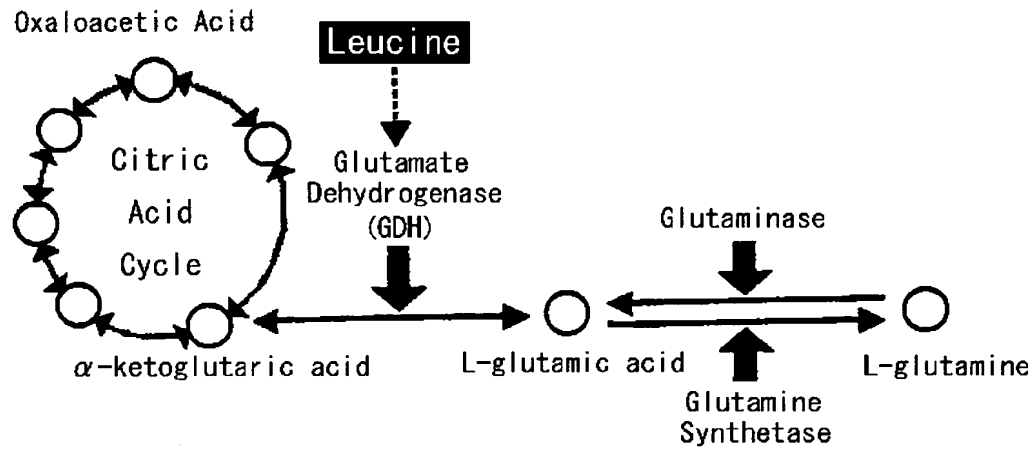 Oxaloacetic Acid
Leucine
Citric
Acid
Cycle
Glutamate
Dehydrogenase
(GDH)
Glutaminase
α-ketoglutaric acid
L-glutamic acid
L-glutamine
Glutamine
Synthetase